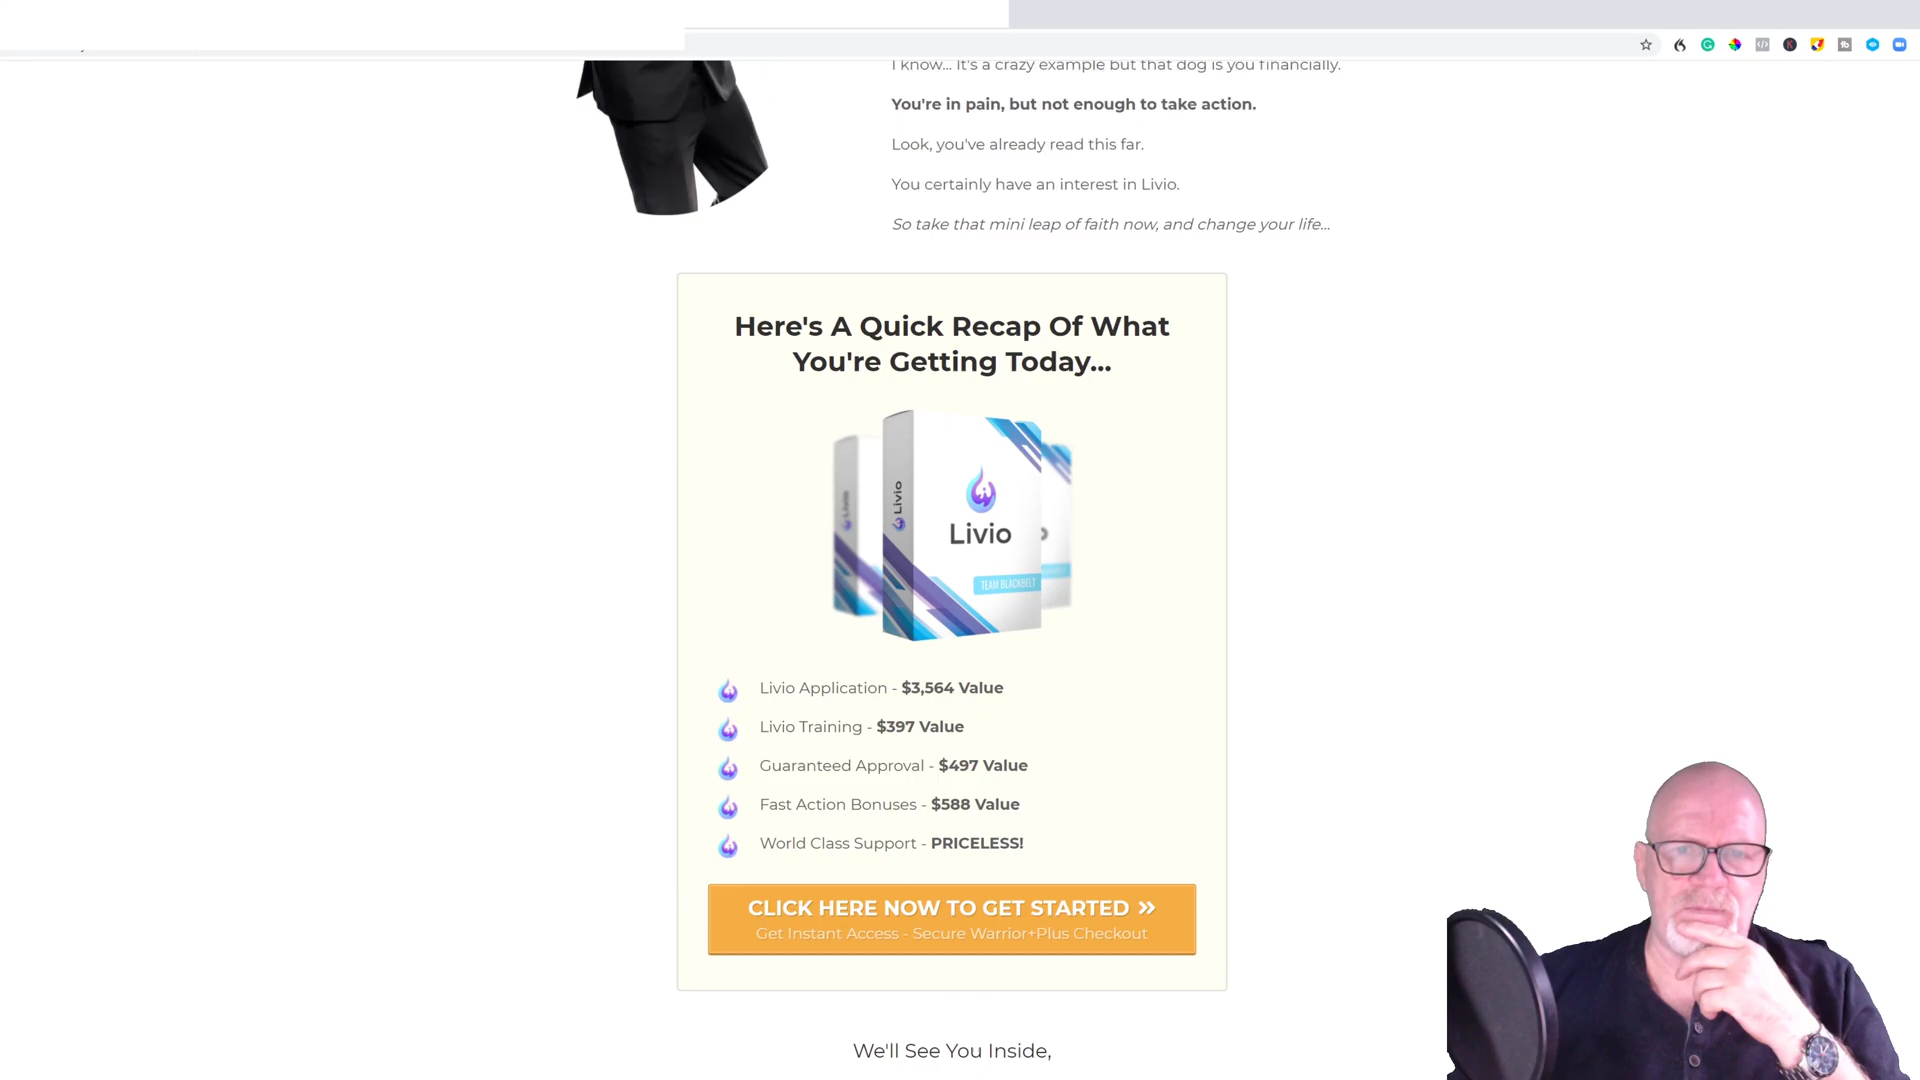 I know... It's a crazy example but that dog is you financially.
You're in pain, but not enough to take action.
Look, you've already read this far.
You certainly have an interest in Livio.
So take that mini leap of faith now, and change your life...
Here's A Quick Recap Of What
You're Getting Today...
Livio
Livio
Livio
TEAM BLACKBELT
Livio Application - $3,564 Value
Livio Training - $397 Value
Guaranteed Approval - $497 Value
Fast Action Bonuses - $588 Value
World Class Support - PRICELESS!
CLICK HERE NOW TO GET STARTED »
Get Instant Access - Secure Warrior+Plus Checkout
We'll See You Inside,